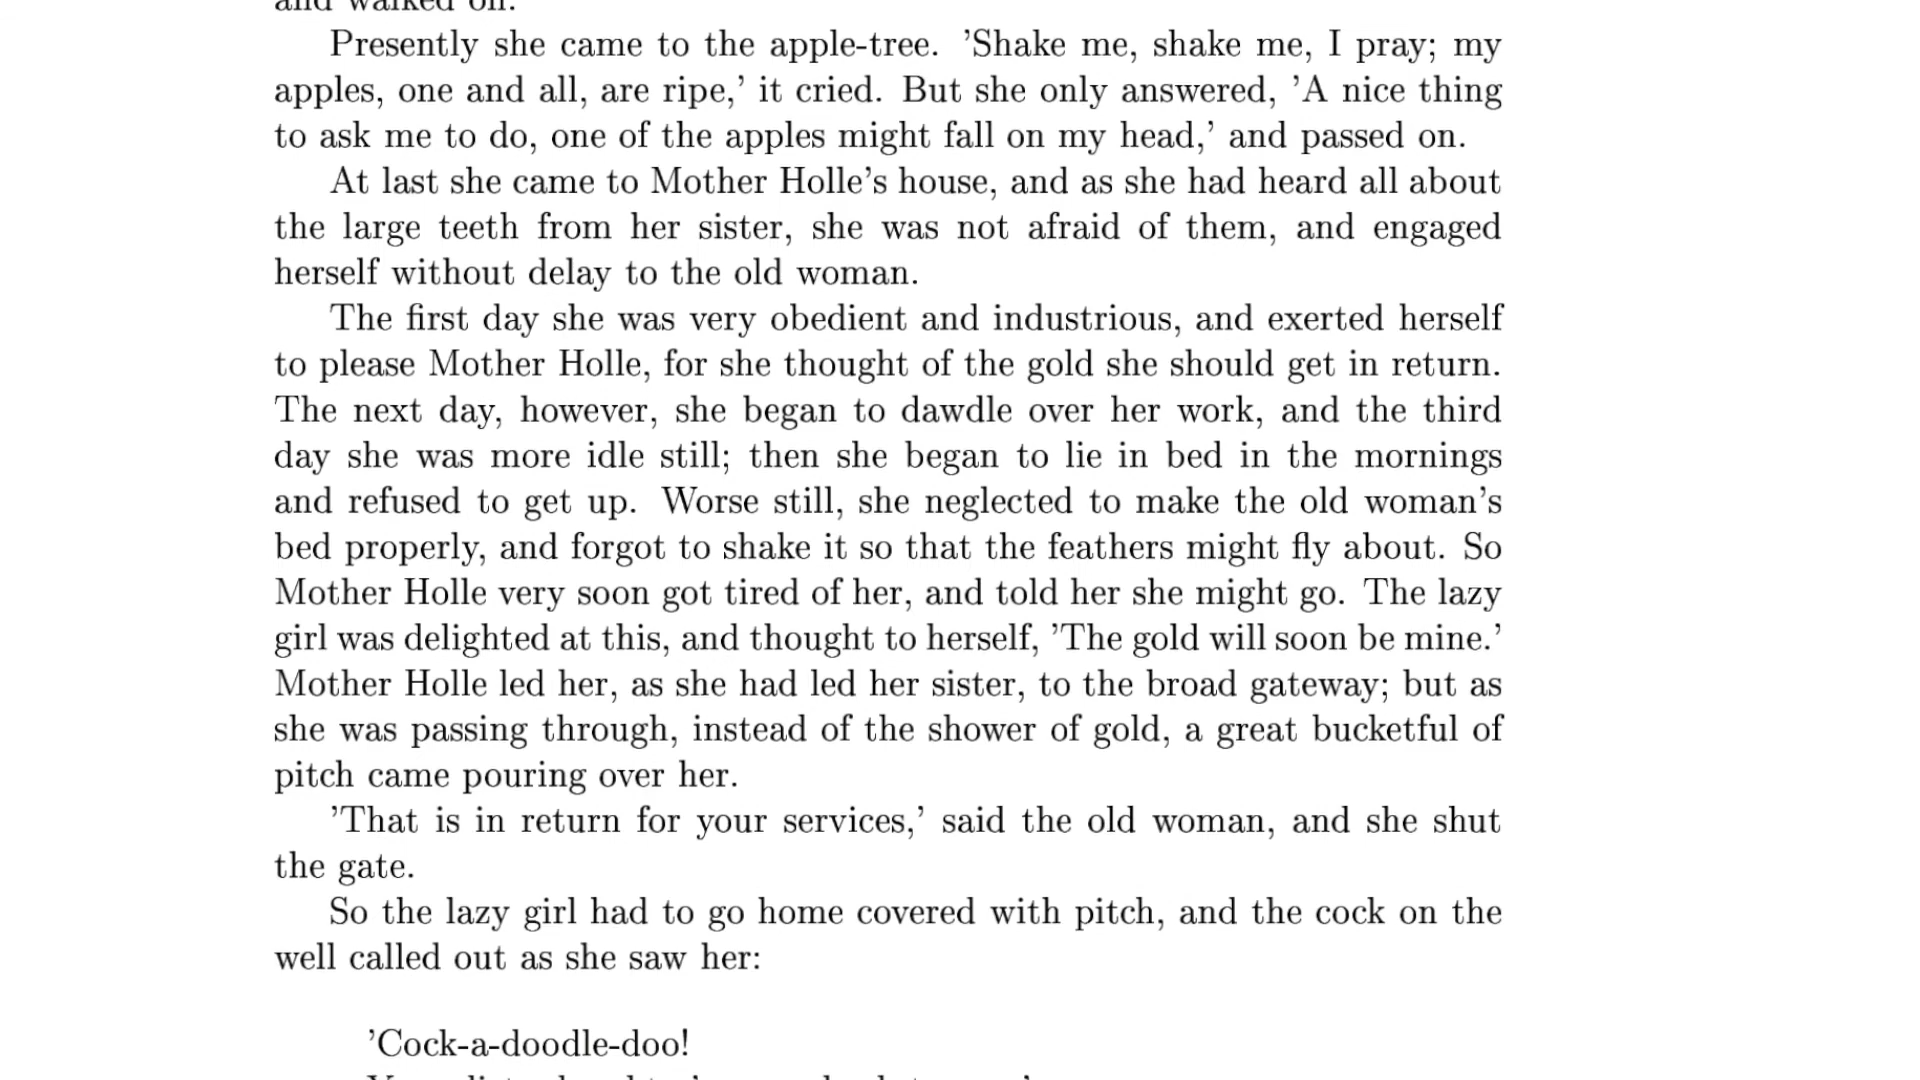 and walked on.
Presently she came to the apple-tree. ’Shake me, shake me, I pray; my
apples, one and all, are ripe,’ it cried. But she only answered, ’A nice thing
to ask me to do, one of the apples might fall on my head,’ and passed on.
At last she came to Mother Holle’s house, and as she had heard all about
the large teeth from her sister, she was not afraid of them, and engaged
herself without delay to the old woman.
The first day she was very obedient and industrious, and exerted herself
to please Mother Holle, for she thought of the gold she should get in return.
The next day, however, she began to dawdle over her work, and the third
day she was more idle still; then she began to lie in bed in the mornings
and refused to get up. Worse still, she neglected to make the old woman’s
bed properly, and forgot to shake it so that the feathers might fly about. So
Mother Holle very soon got tired of her, and told her she might go. The lazy
girl was delighted at this, and thought to herself, ’The gold will soon be mine.’
Mother Holle led her, as she had led her sister, to the broad gateway; but as
she was passing through, instead of the shower of gold, a great bucketful of
pitch came pouring over her.
’That is in return for your services,’ said the old woman, and she shut
the gate.
So the lazy girl had to go home covered with pitch, and the cock on the
well called out as she saw her:
’Cock-a-doodle-doo!